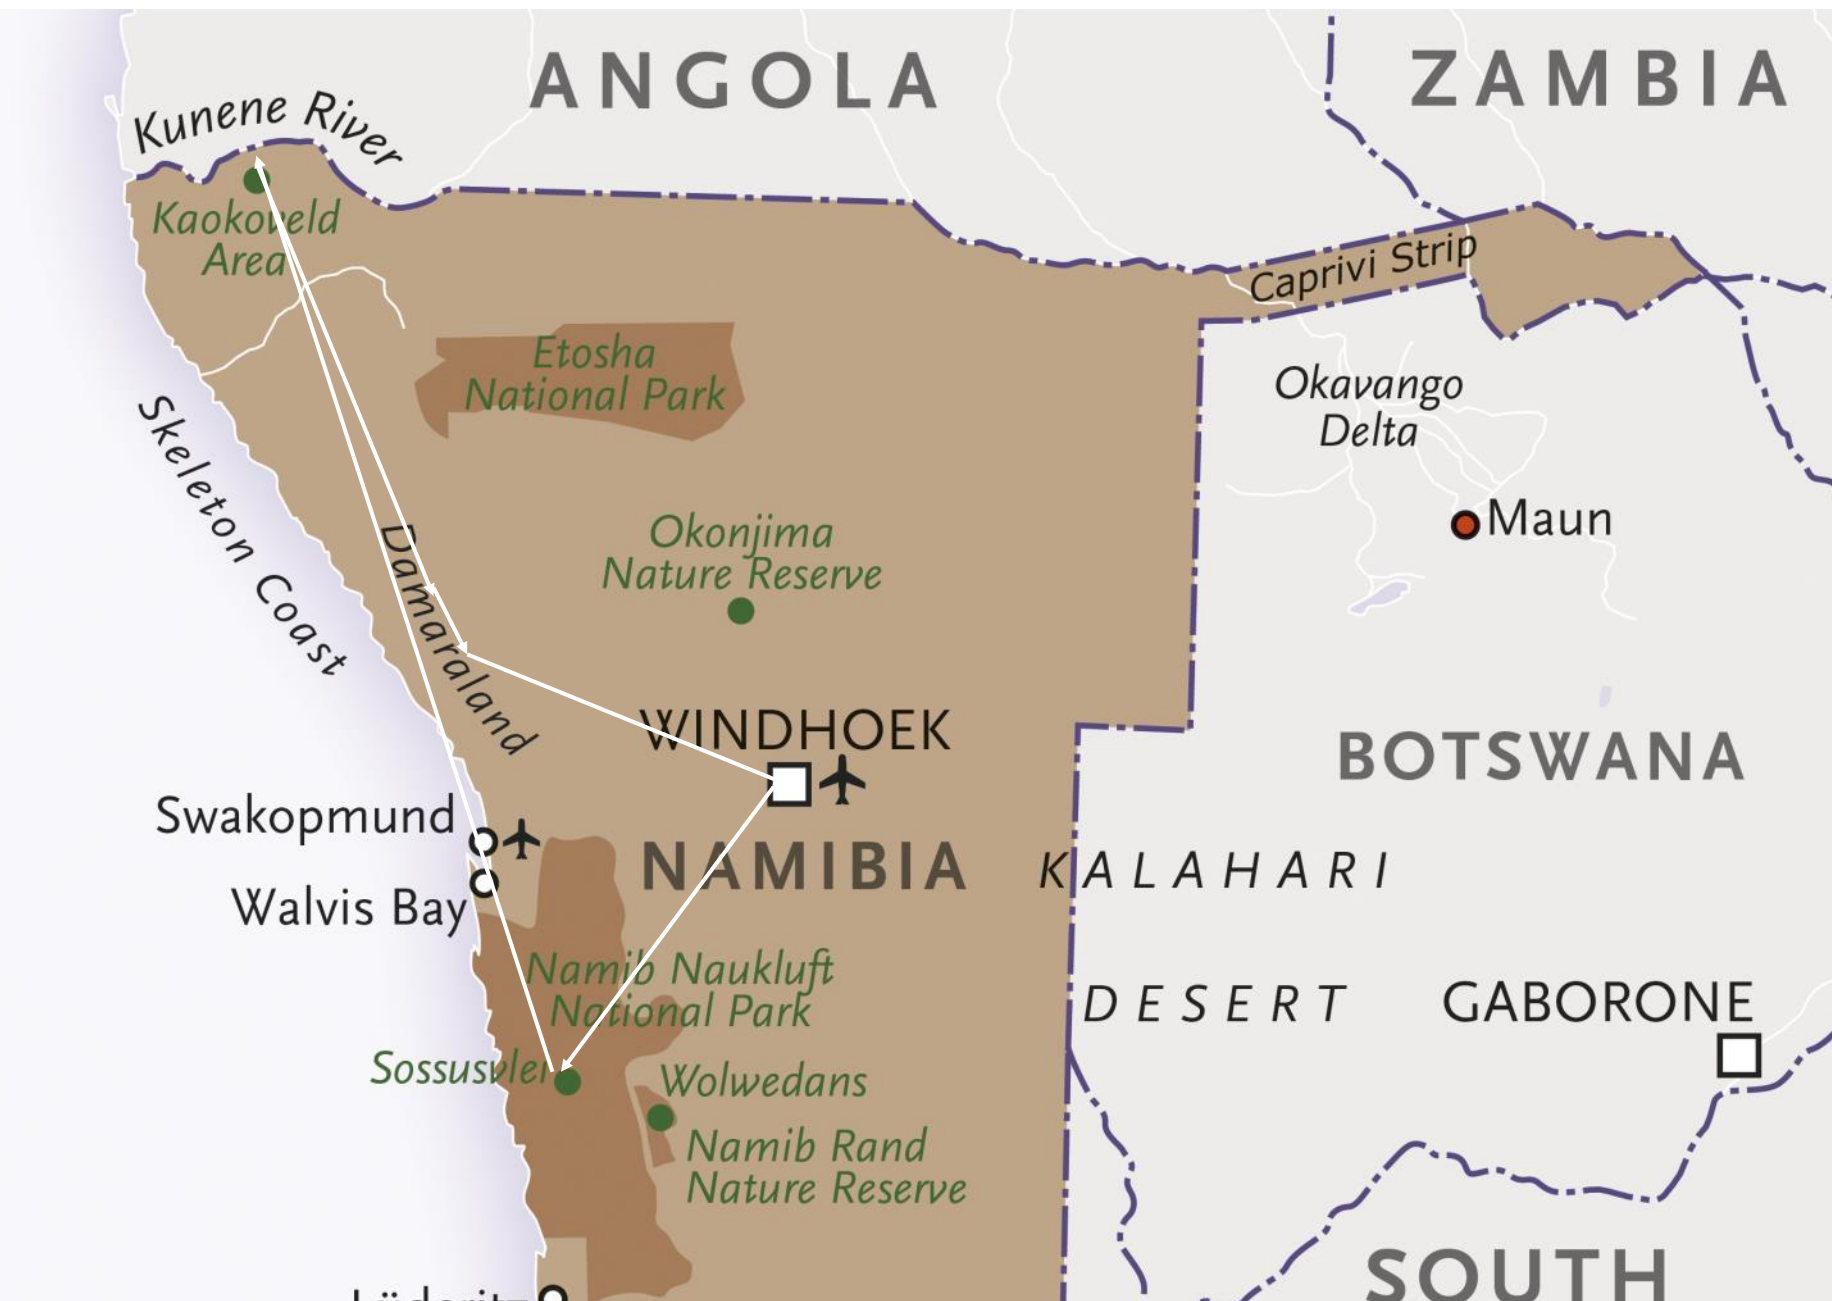 ANGOLA
ZAMBIA
Kunene River
Kaokoveld
Area
Caprivi Strip
Etosha
National Park
Okavango
Delta
Skeleton Coast
Maun
Okonjima
Nature Reserve
Damaraland
WINDHOEK
BOTSWANA
Swakopmund
NAMIBIA
KALAHARI
Walvis Bay
Namib Naukluft
National Park
DESERT
GABORONE
Sossusvlei
Wolwedans
Namib Rand
Nature Reserve
SOUTH
Lüderitz